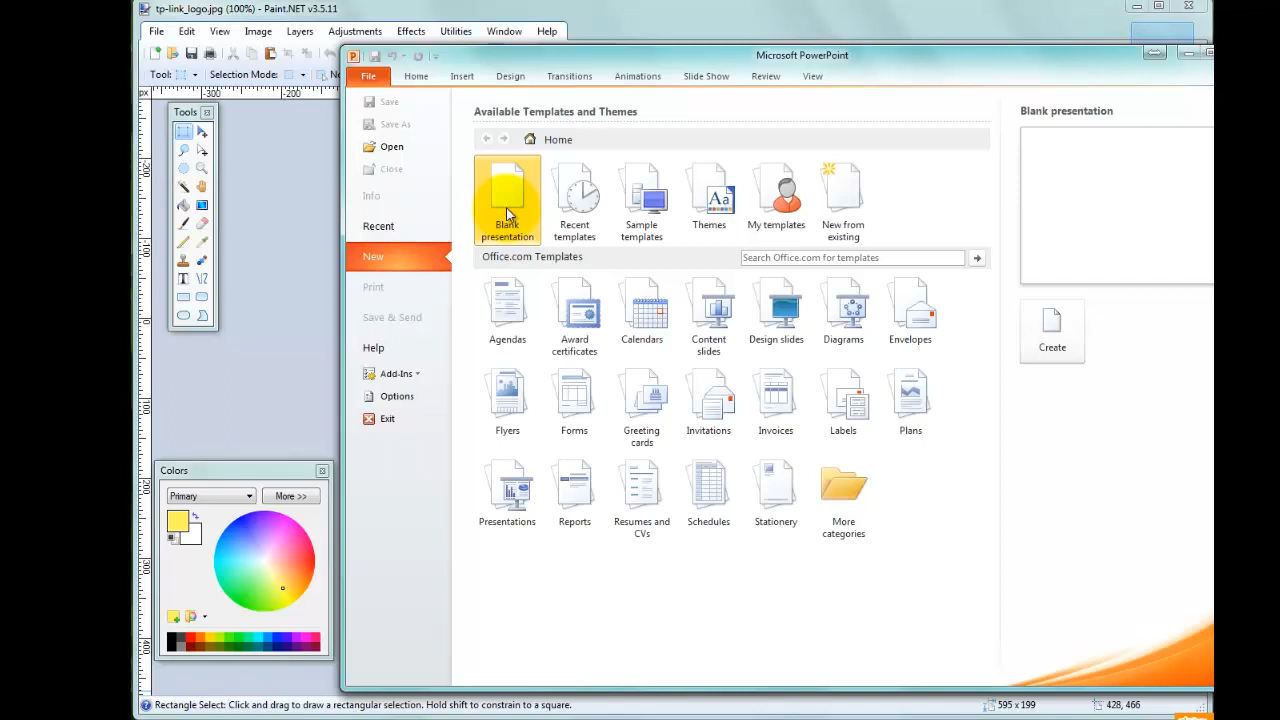 tp-link_logo.jpg (100%) - Paint.NET v3.5.11
File Edit View Image Layers Adjustments Effects Utilities Window Help
Tool: Selection Mode:
px -300 -200
Tools
Colors
Primary More >>
Microsoft PowerPoint
File Home Insert Design Transitions Animations Slide Show Review View
Save
Save As
Open
Close
Info
Recent
New
Print
Save & Send
Help
Add-Ins
Options
Exit
Available Templates and Themes
Home
Blank presentation
Recent templates
Sample templates
Themes
My templates
New from existing
Office.com Templates
Search Office.com for templates
Agendas
Award certificates
Calendars
Content slides
Design slides
Diagrams
Envelopes
Flyers
Forms
Greeting cards
Invitations
Invoices
Labels
Plans
Presentations
Reports
Resumes and CVs
Schedules
Stationery
More categories
Blank presentation
Create
Rectangle Select: Click and drag to draw a rectangular selection. Hold shift to constrain to a square.
595 x 199
428, 466